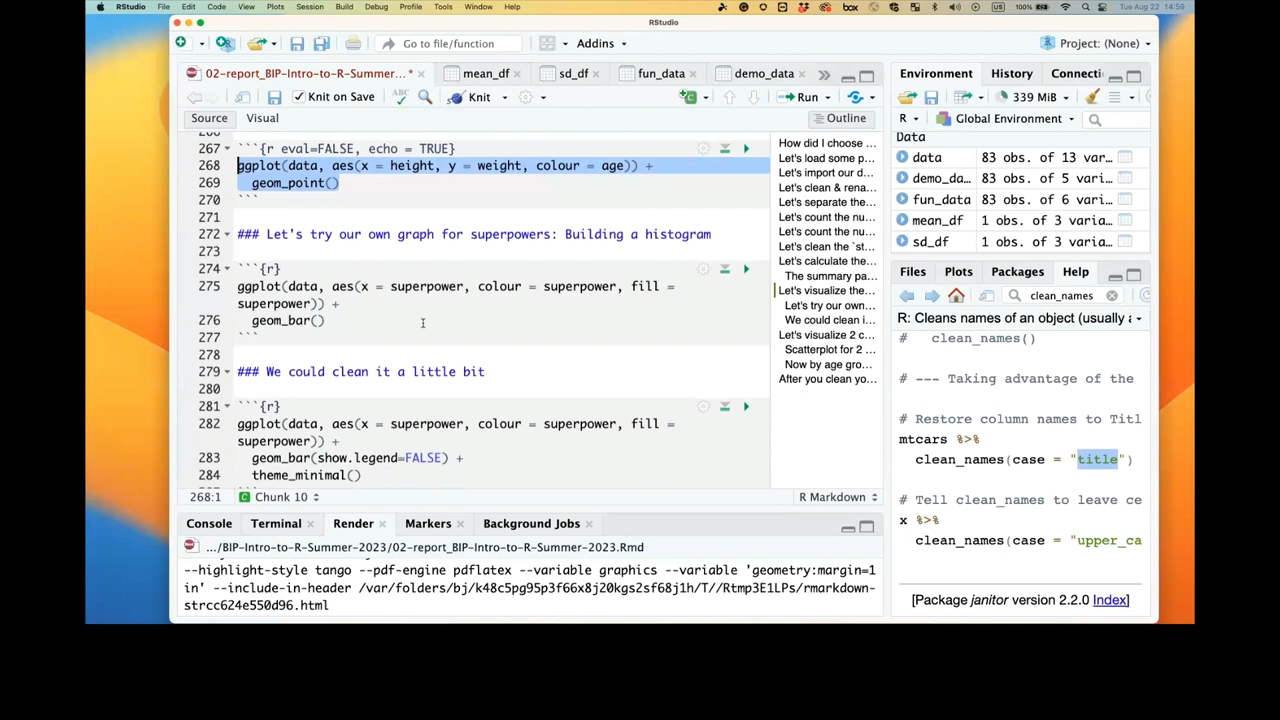 RStudio File Edit Code View Plots Session Build Debug Profile Tools Window Help 100% Tue Aug 22 14:59
RStudio
Go to file/function Addins Project: (None)
02-report_BIP-Intro-to-R-Summer...* mean_df sd_df fun_data demo_data
Knit on Save Knit Run
Source Visual Outline
266
267 ```{r eval=FALSE, echo = TRUE}
268 ggplot(data, aes(x = height, y = weight, colour = age)) +
269 geom_point()
270 ```
271
272 ### Let's try our own graph for superpowers: Building a histogram
273
274 ```{r}
275 ggplot(data, aes(x = superpower, colour = superpower, fill =
superpower)) +
276 geom_bar()
277 ```
278
279 ### We could clean it a little bit
280
281 ```{r}
282 ggplot(data, aes(x = superpower, colour = superpower, fill =
superpower)) +
283 geom_bar(show.legend=FALSE) +
284 theme_minimal()
268:1 Chunk 10 R Markdown
How did I choose ...
Let's load some p...
Let's import our d...
Let's clean & rena...
Let's separate the...
Let's count the nu...
Let's count the nu...
Let's clean the `st...
Let's calculate the...
The summary pa...
Let's visualize the...
Let's try our own...
We could clean i...
Let's visualize 2 c...
Scatterplot for 2 ...
Now by age gro...
After you clean yo...
Console Terminal Render Markers Background Jobs
.../BIP-Intro-to-R-Summer-2023/02-report_BIP-Intro-to-R-Summer-2023.Rmd
--highlight-style tango --pdf-engine pdflatex --variable graphics --variable 'geometry:margin=1
in' --include-in-header /var/folders/bj/k48c5pg95p3f66x8j20kgs2sf68j1h/T//Rtmp3E1LPs/rmarkdown-
strcc624e550d96.html
Environment History Connecti
339 MiB
R Global Environment
Data
data 83 obs. of 13 vari...
demo_da... 83 obs. of 5 varia...
fun_data 83 obs. of 6 varia...
mean_df 1 obs. of 3 variab...
sd_df 1 obs. of 3 variab...
Files Plots Packages Help
clean_names
R: Cleans names of an object (usually a
# clean_names()
# --- Taking advantage of the
# Restore column names to Titl
mtcars %>%
clean_names(case = "title")
# Tell clean_names to leave ce
x %>%
clean_names(case = "upper_ca
[Package janitor version 2.2.0 Index]